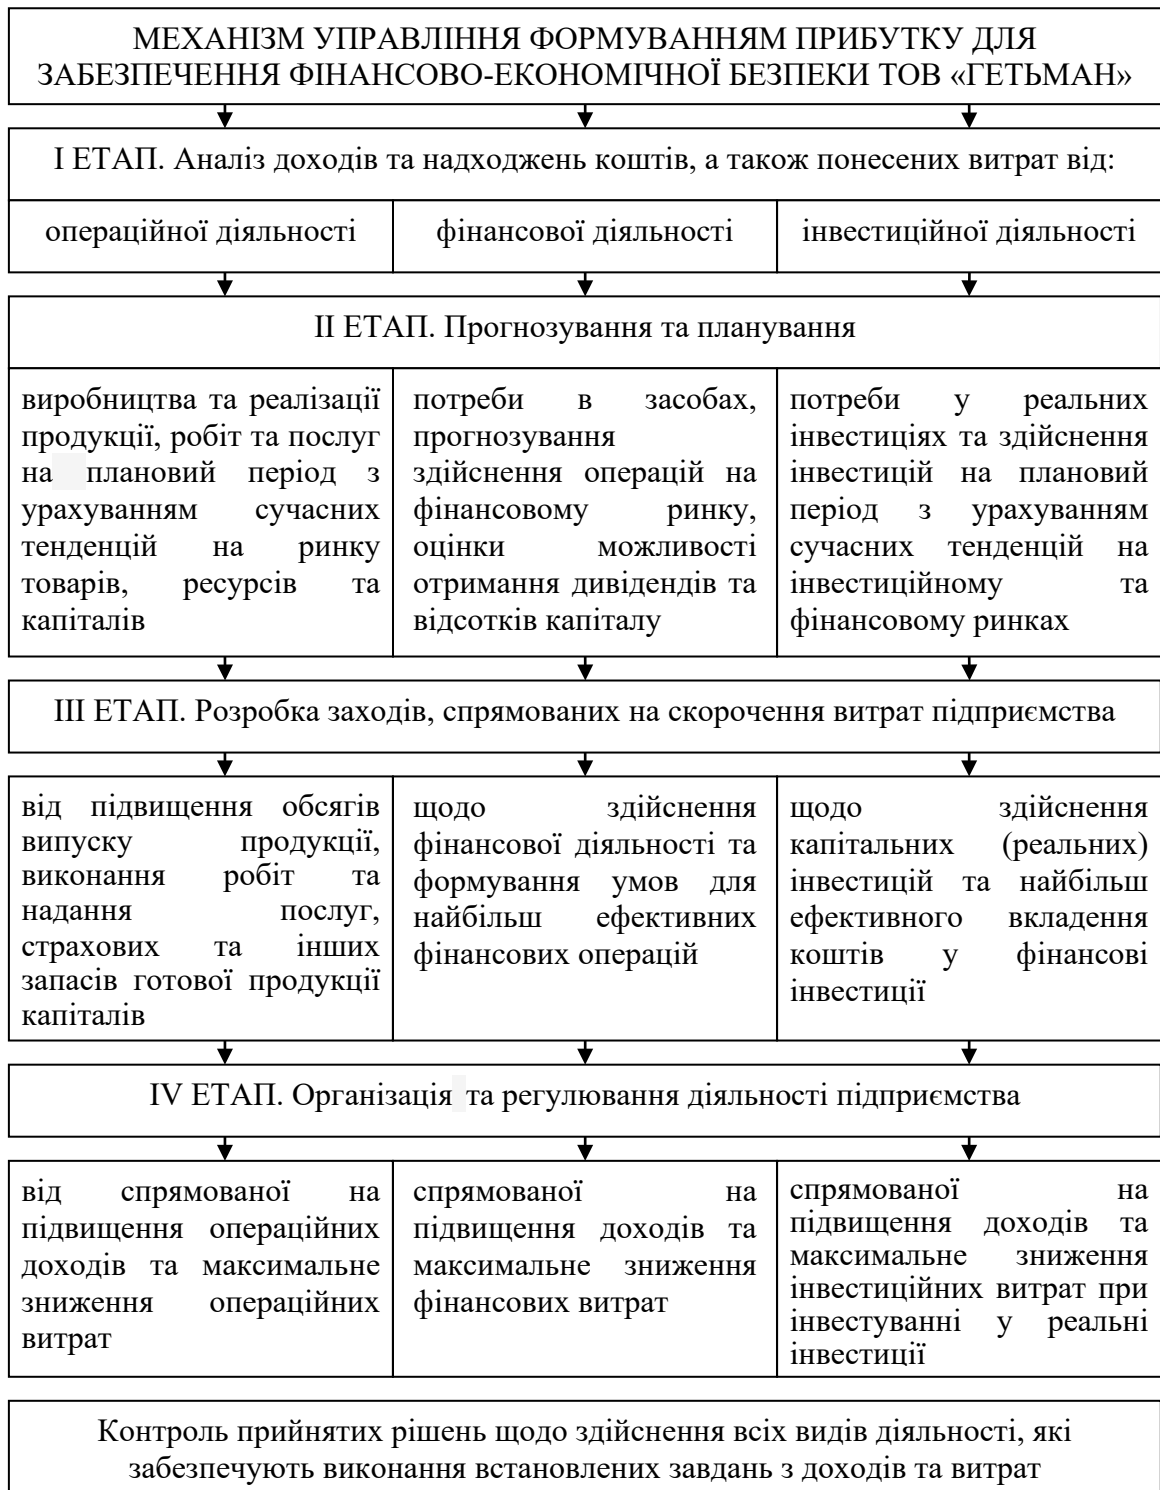 МЕХАНІЗМ УПРАВЛІННЯ ФОРМУВАННЯМ ПРИБУТКУ ДЛЯ
ЗАБЕЗПЕЧЕННЯ ФІНАНСОВО-ЕКОНОМІЧНОЇ БЕЗПЕКИ ТОВ «ГЕТЬМАН»
І ЕТАП. Аналіз доходів та надходжень коштів, а також понесених витрат від:
операційної діяльності
фінансової діяльності
інвестиційної діяльності
ІІ ЕТАП. Прогнозування та планування
виробництва та реалізації
продукції, робіт та послуг
на плановий період з
урахуванням сучасних
тенденцій на ринку
товарів, ресурсів та
капіталів
потреби в засобах,
прогнозування
здійснення операцій на
фінансовому ринку,
оцінки можливості
отримання дивідендів та
відсотків капіталу
потреби у реальних
інвестиціях та здійснення
інвестицій на плановий
період з урахуванням
сучасних тенденцій на
інвестиційному та
фінансовому ринках
ІІІ ЕТАП. Розробка заходів, спрямованих на скорочення витрат підприємства
від підвищення обсягів
випуску продукції,
виконання робіт та
надання послуг,
страхових та інших
запасів готової продукції
капіталів
щодо здійснення
фінансової діяльності та
формування умов для
найбільш ефективних
фінансових операцій
щодо здійснення
капітальних (реальних)
інвестицій та найбільш
ефективного вкладення
коштів у фінансові
інвестиції
IV ЕТАП. Організація та регулювання діяльності підприємства
від спрямованої на
підвищення операційних
доходів та максимальне
зниження операційних
витрат
спрямованої на
підвищення доходів та
максимальне зниження
фінансових витрат
спрямованої на
підвищення доходів та
максимальне зниження
інвестиційних витрат при
інвестуванні у реальні
інвестиції
Контроль прийнятих рішень щодо здійснення всіх видів діяльності, які
забезпечують виконання встановлених завдань з доходів та витрат